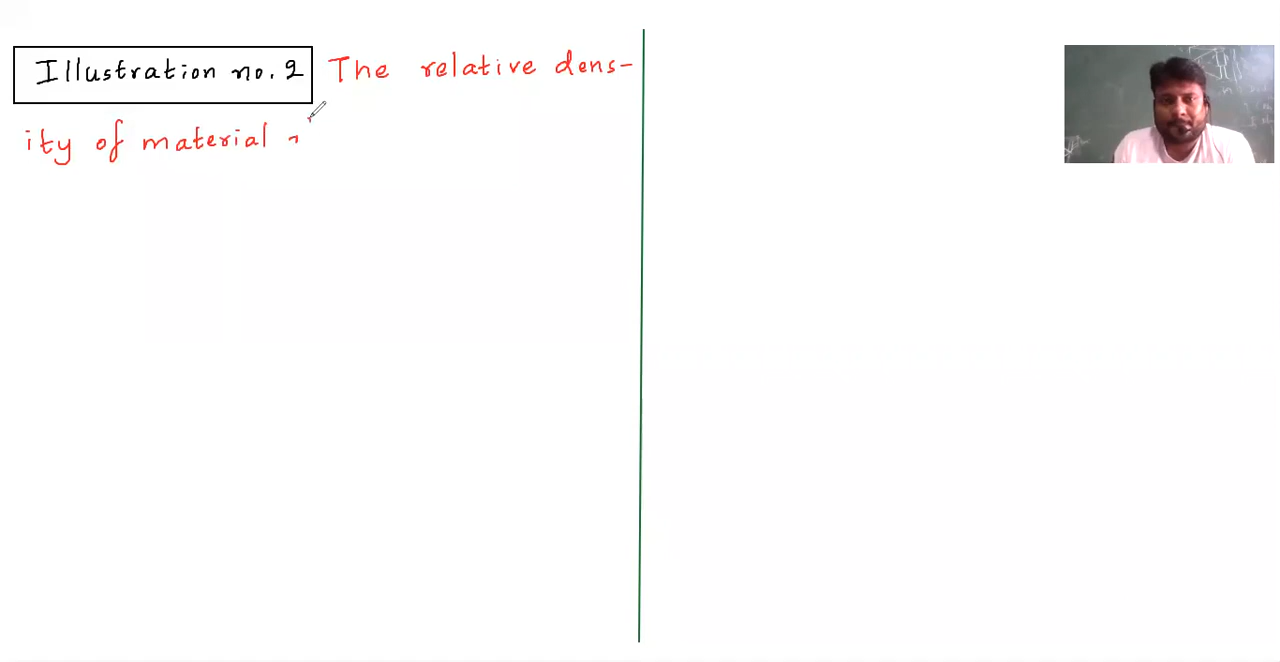 Illustration no. 2 The relative dens-
ity of material